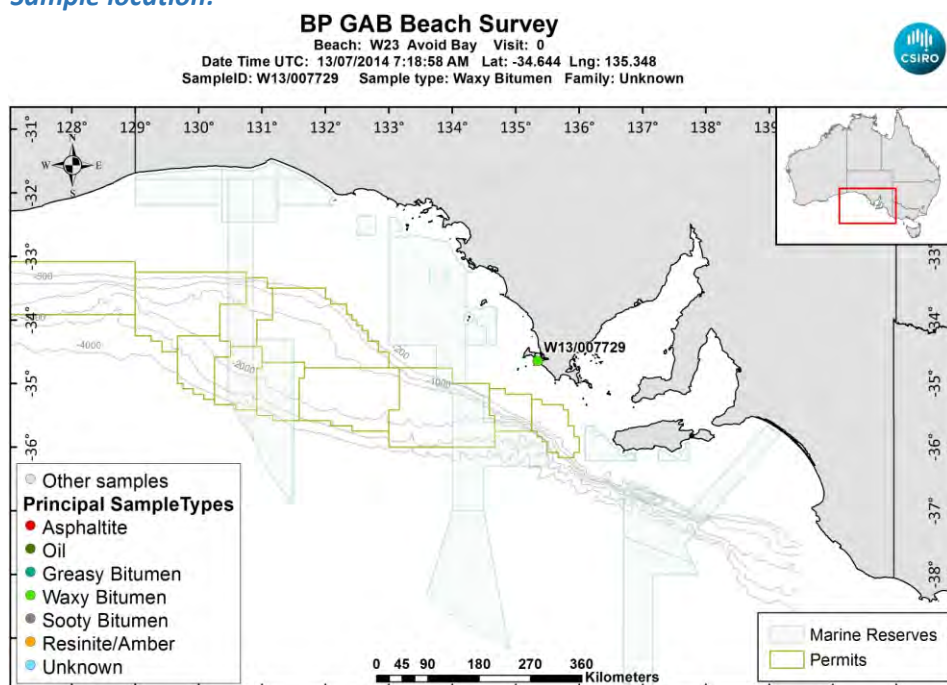 Sample location:
BP GAB Beach Survey
Beach: W23 Avoid Bay Visit: 0
Date Time UTC: 13/07/2014 7:18:58 AM Lat: -34.644 Lng: 135.348
SampleID: W13/007729 Sample type: Waxy Bitumen Family: Unknown
CSIRO
128° 129° 130° 131° 132° 133° 134° 135° 136° 137° 138° 139
-31°
-32°
-33°
-34°
-35°
-36°
-37°
-38°
N
W E
S
-200
-1000
-2000
-4000
W13/007729
-33°
-34°
-35°
-36°
-37°
-38°
Other samples
Principal SampleTypes
Asphaltite
Oil
Greasy Bitumen
Waxy Bitumen
Sooty Bitumen
Resinite/Amber
Unknown
0 45 90 180 270 360
Kilometers
Marine Reserves
Permits